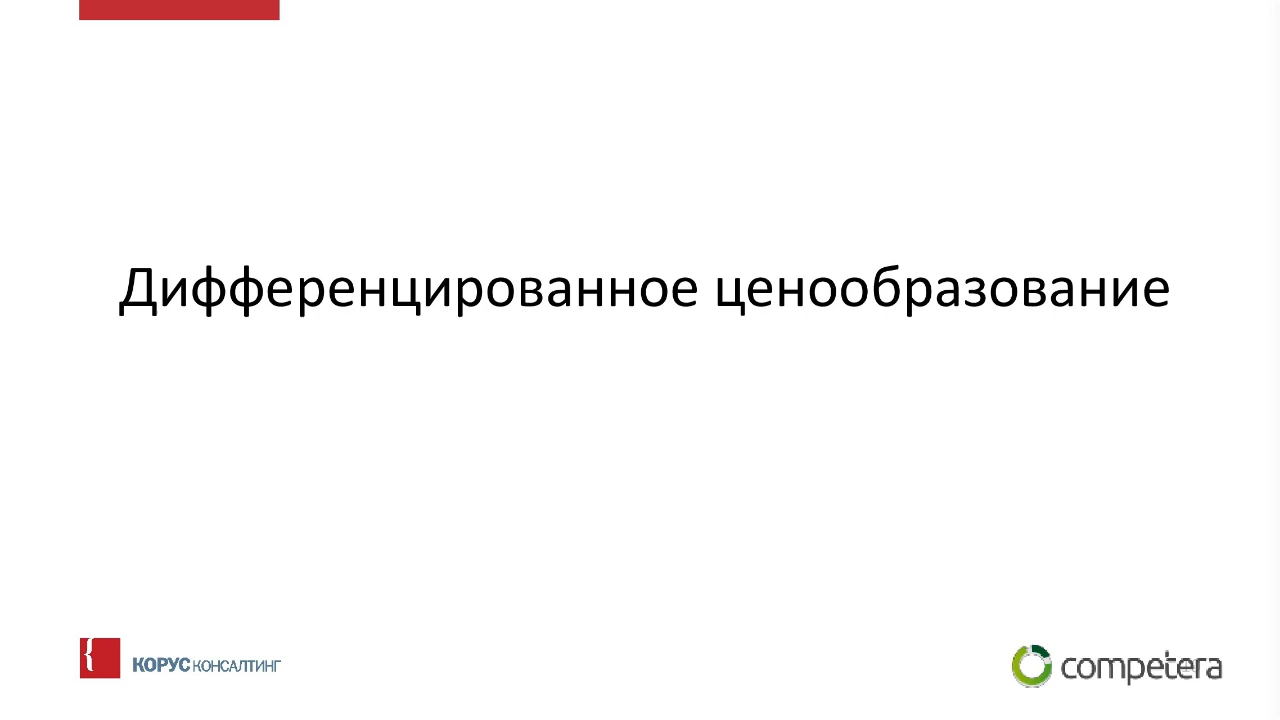 Дифференцированное ценообразование
КОРУС КОНСАЛТИНГ
competera